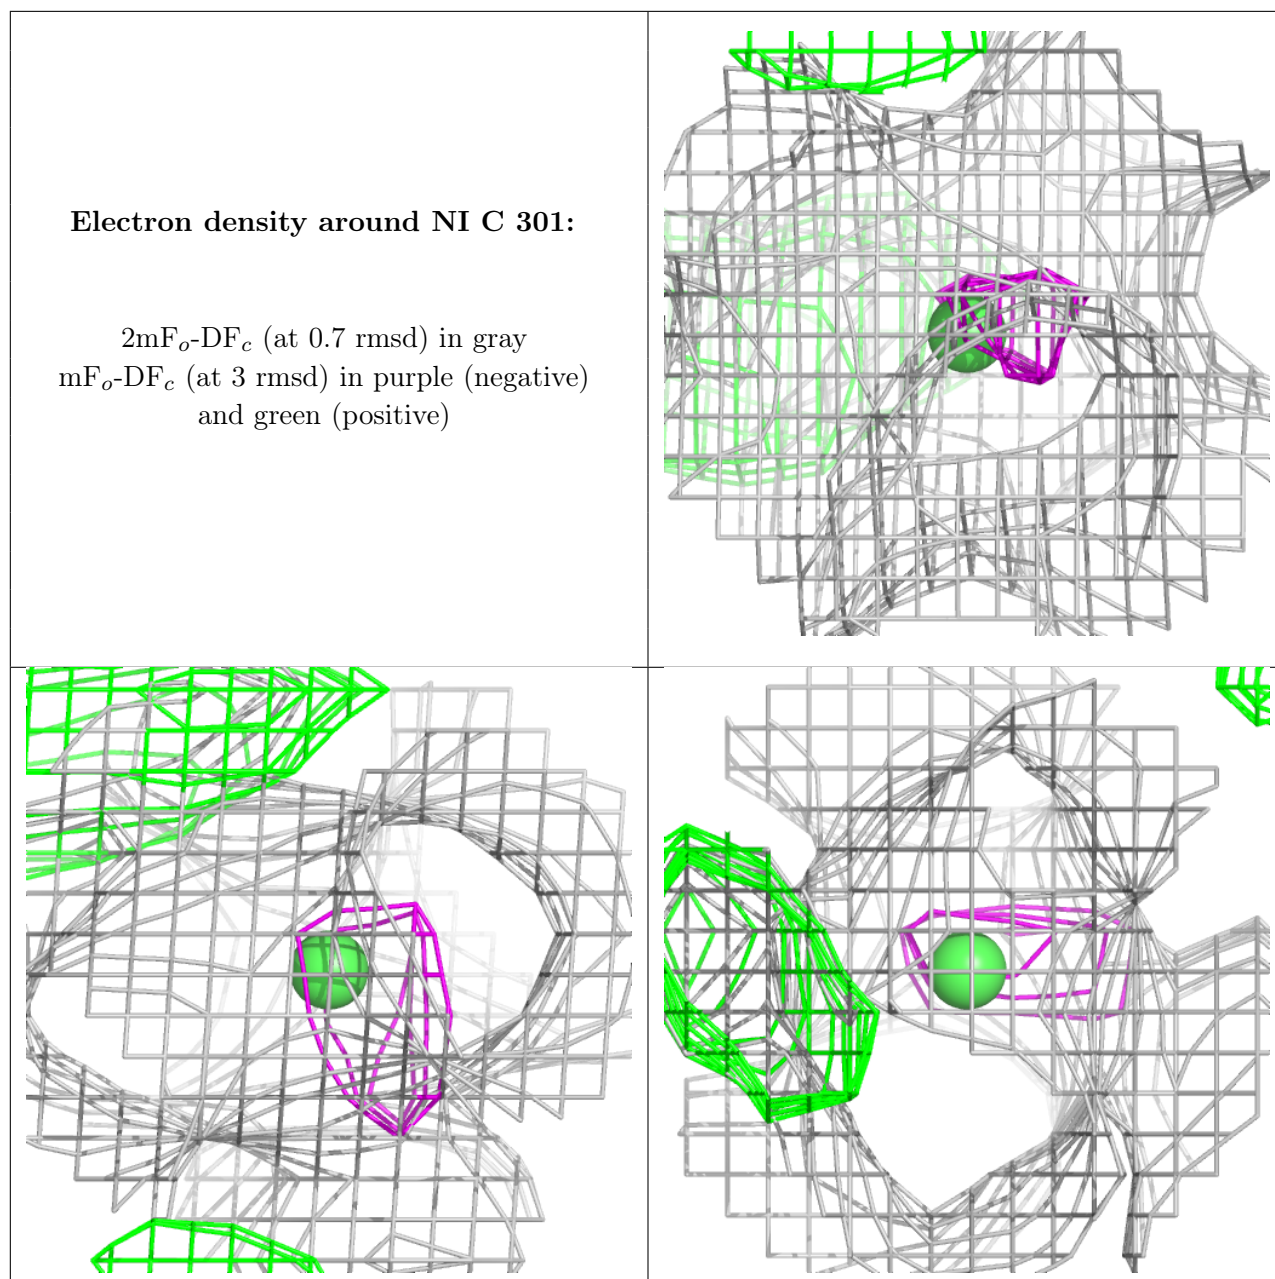 Electron density around NI C 301:
2mFo-DFc (at 0.7 rmsd) in gray
mFo-DFc (at 3 rmsd) in purple (negative)
and green (positive)